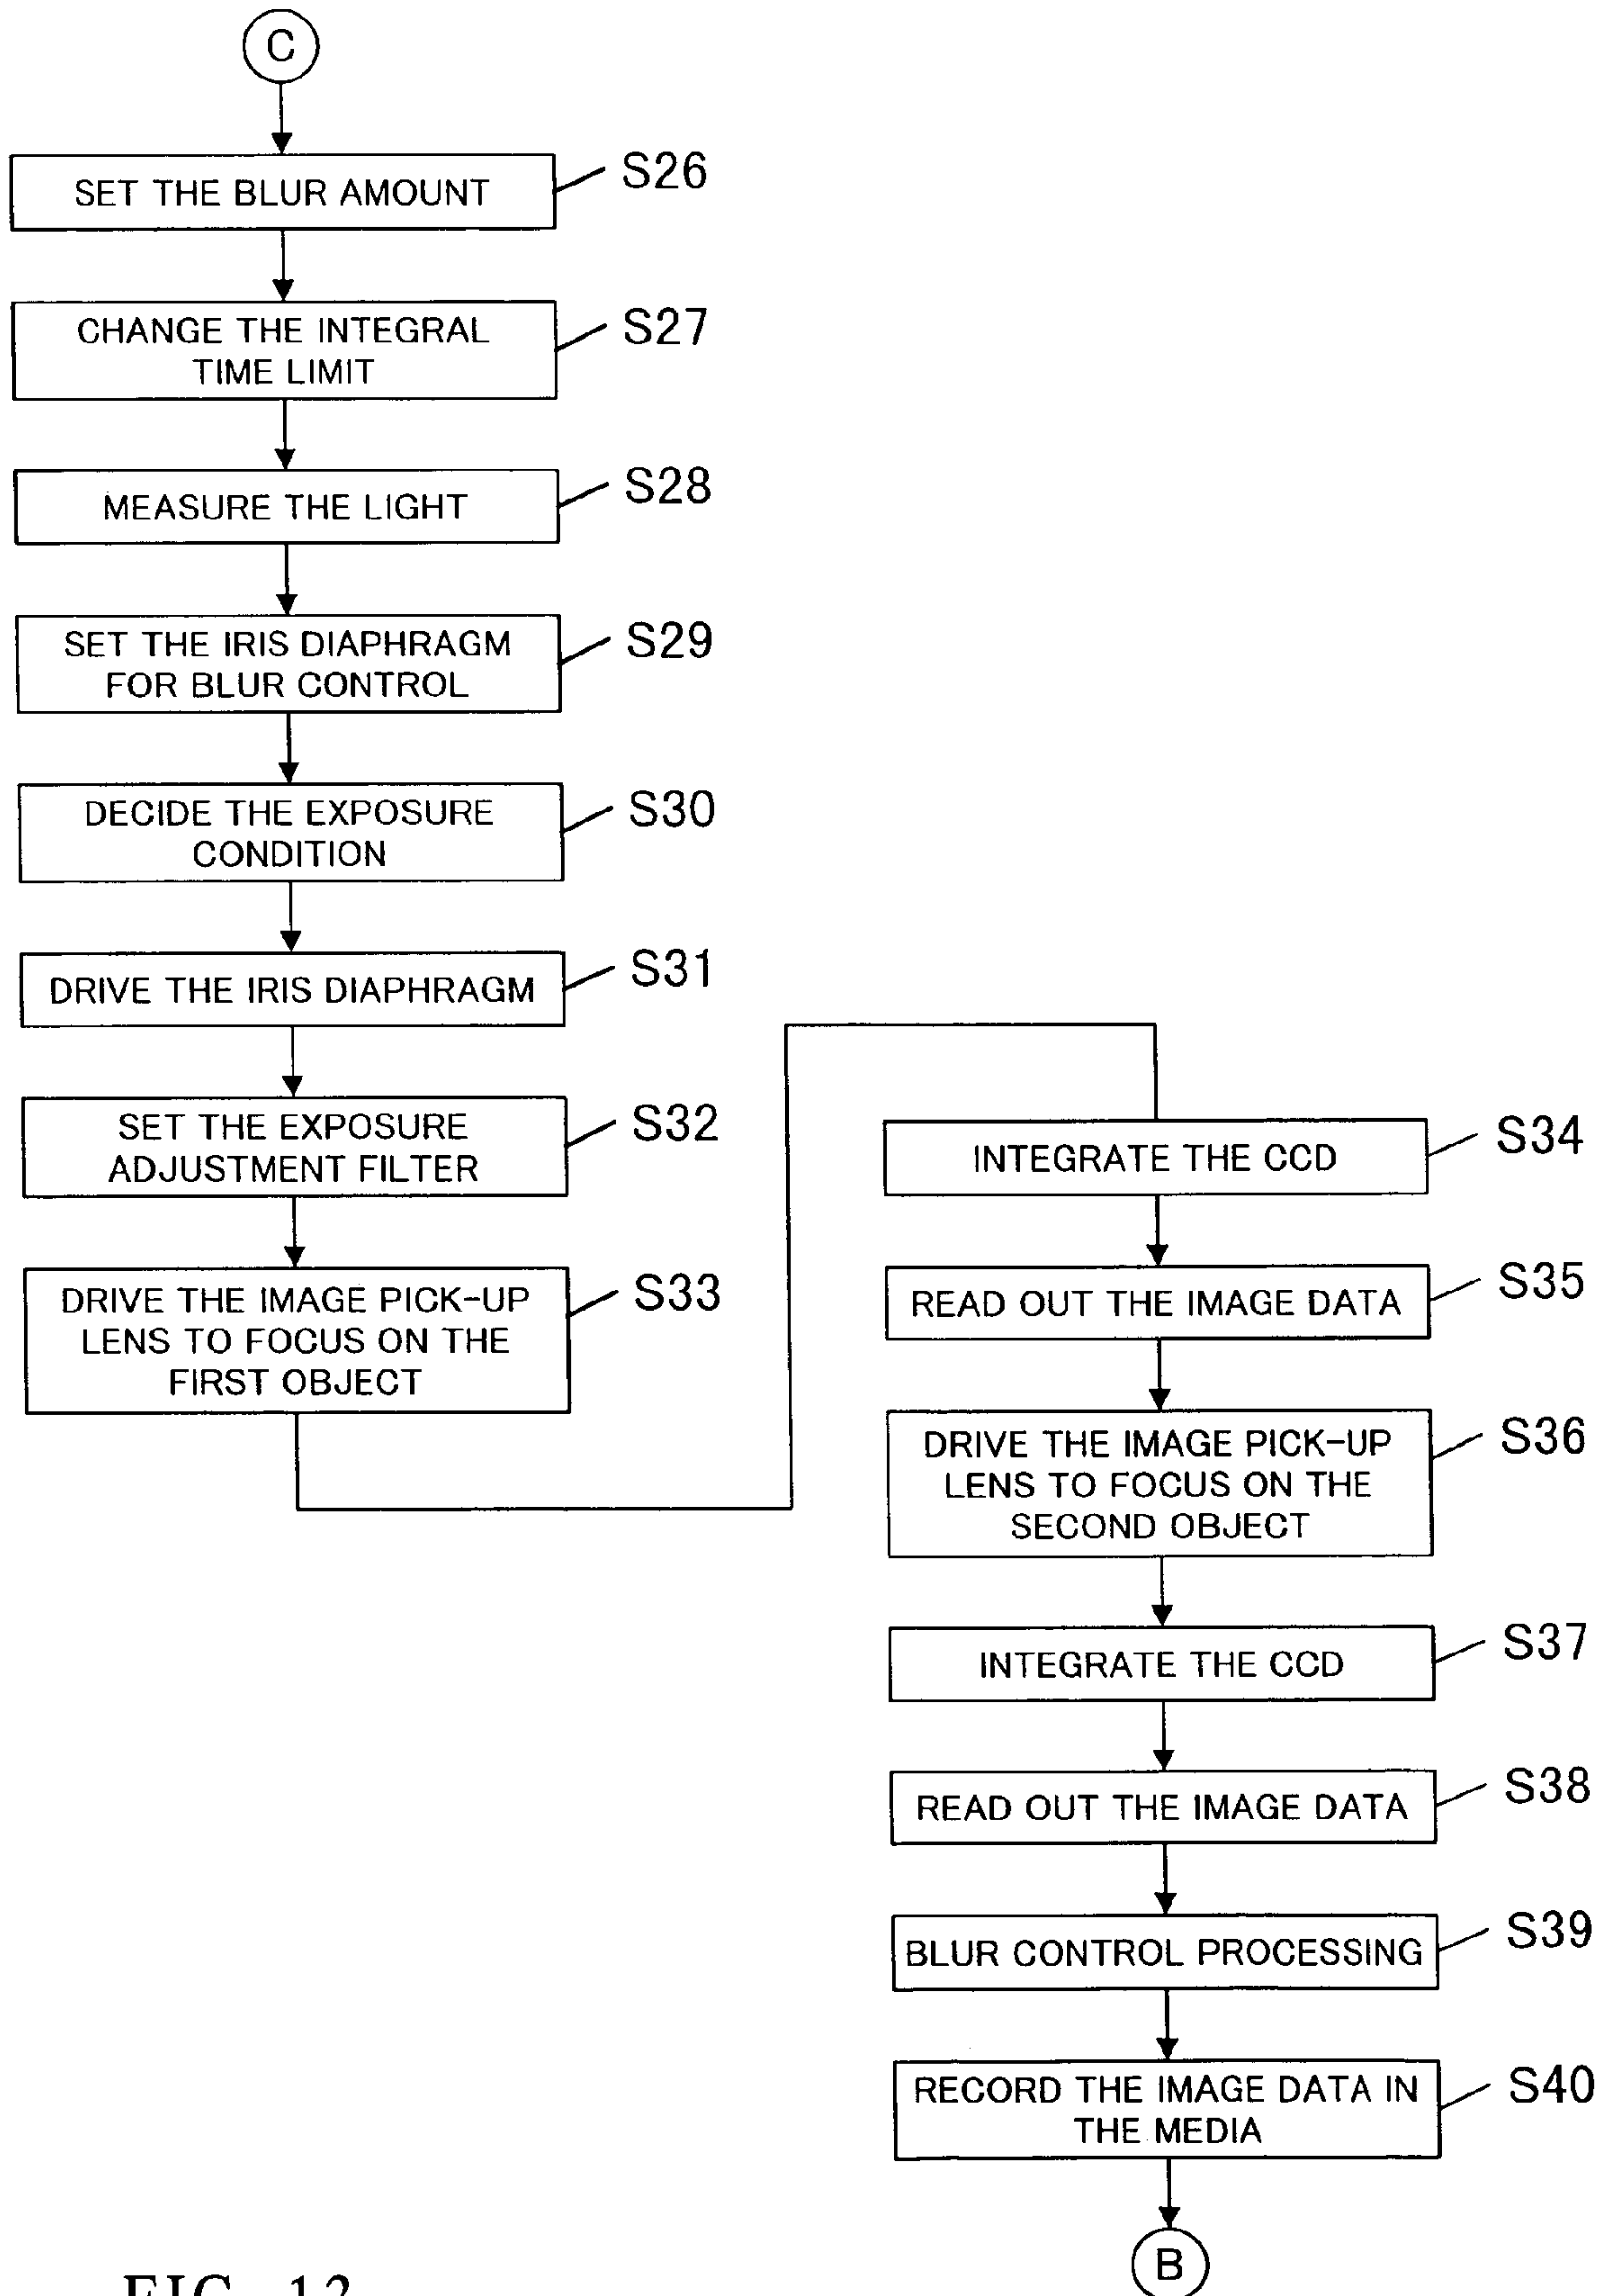 C
SET THE BLUR AMOUNT
S26
CHANGE THE INTEGRAL
TIME LIMIT
S27
MEASURE THE LIGHT
S28
SET THE IRIS DIAPHRAGM
FOR BLUR CONTROL
S29
DECIDE THE EXPOSURE
CONDITION
S30
DRIVE THE IRIS DIAPHRAGM
S31
SET THE EXPOSURE
ADJUSTMENT FILTER
S32
DRIVE THE IMAGE PICK-UP
LENS TO FOCUS ON THE
FIRST OBJECT
S33
INTEGRATE THE CCD
S34
READ OUT THE IMAGE DATA
S35
DRIVE THE IMAGE PICK-UP
LENS TO FOCUS ON THE
SECOND OBJECT
S36
INTEGRATE THE CCD
S37
READ OUT THE IMAGE DATA
S38
BLUR CONTROL PROCESSING
S39
RECORD THE IMAGE DATA IN
THE MEDIA
S40
B